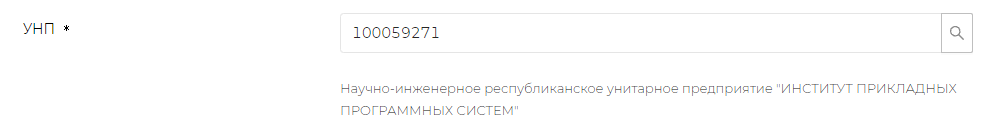 УНП *
100059271
Научно-инженерное республиканское унитарное предприятие "ИНСТИТУТ ПРИКЛАДНЫХ
ПРОГРАММНЫХ СИСТЕМ"